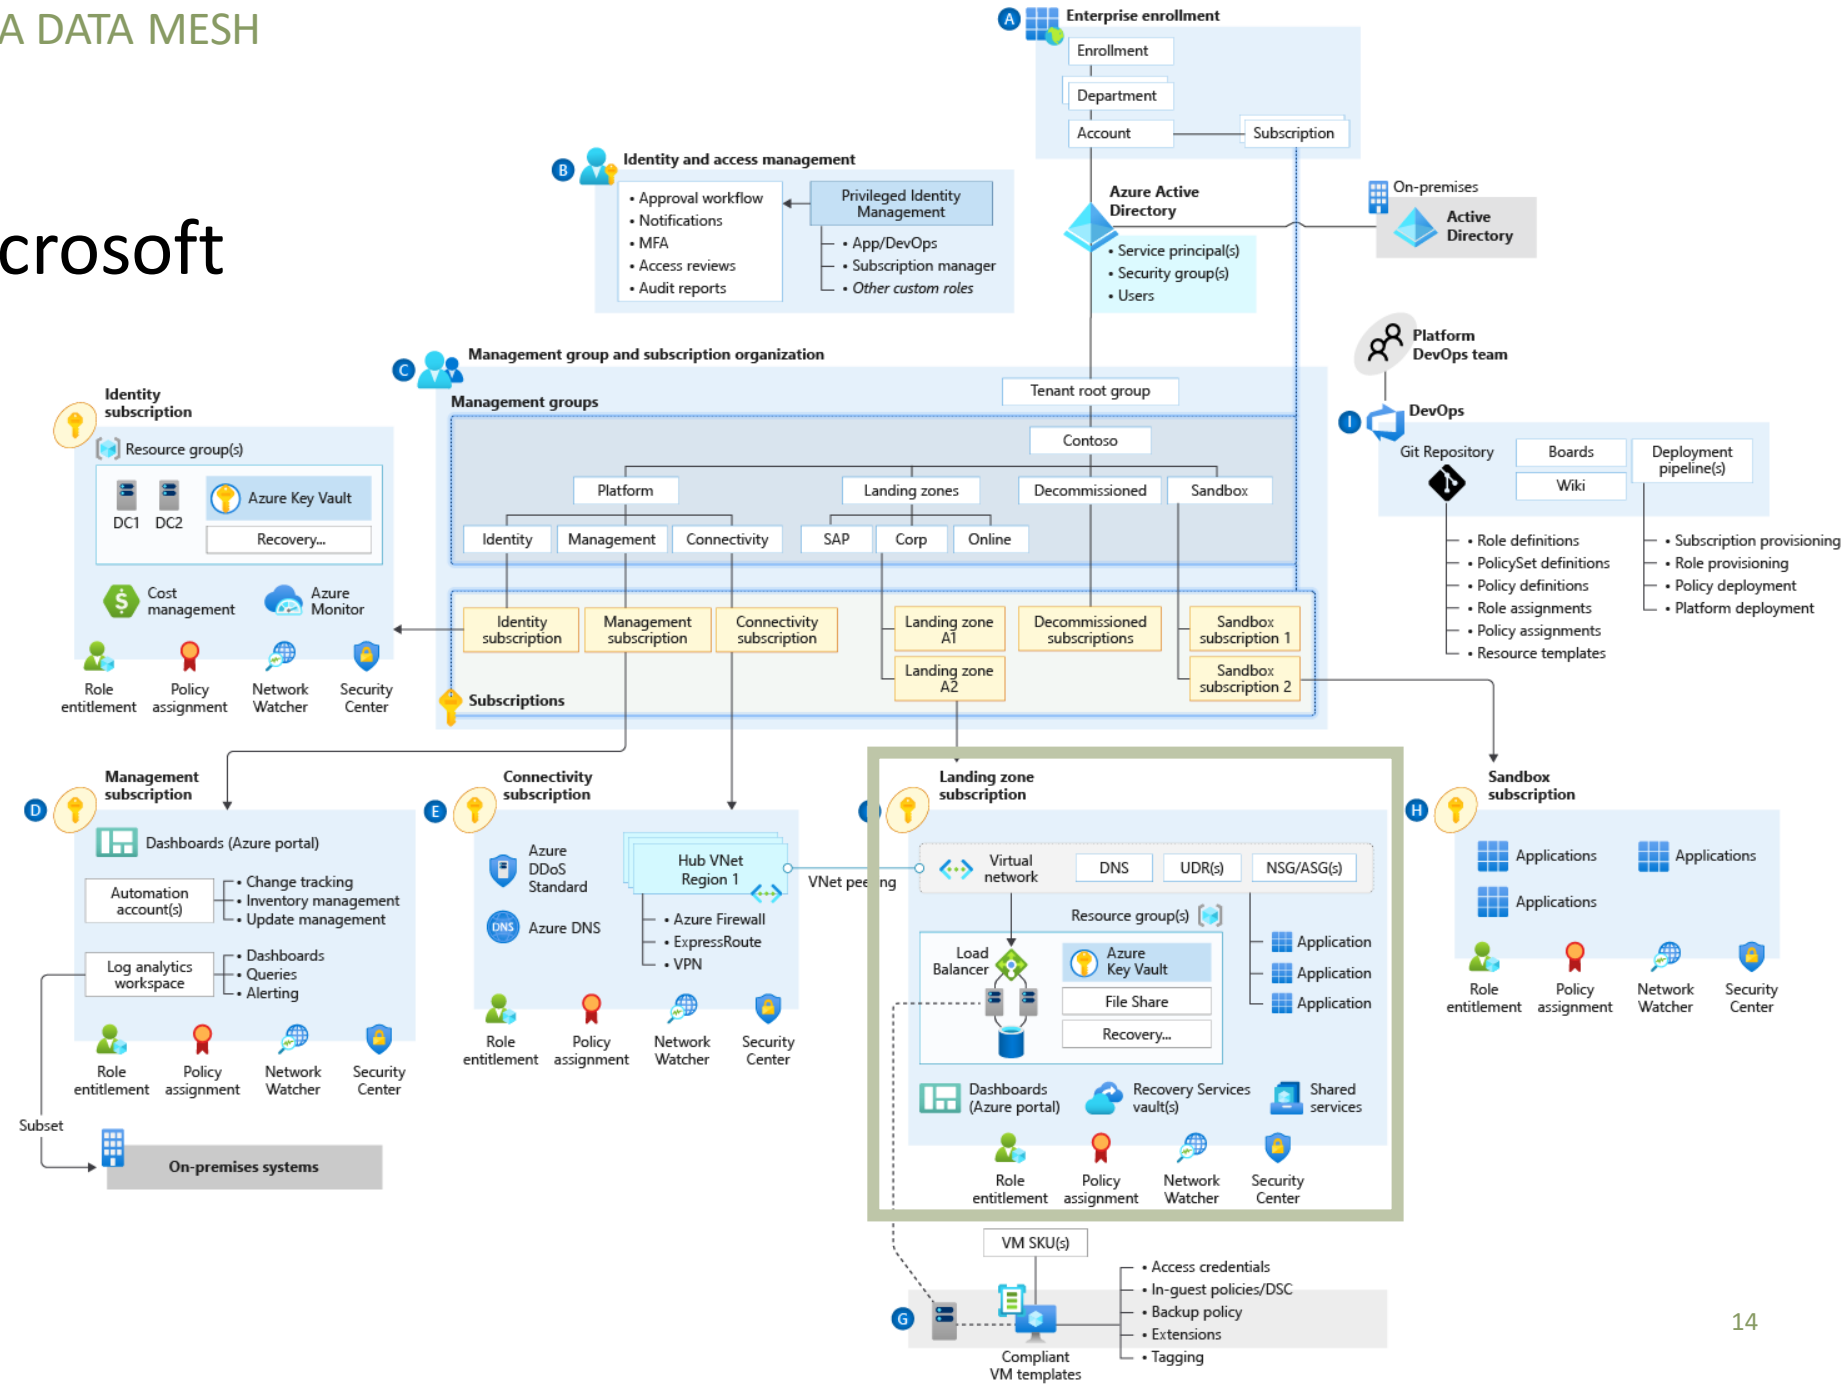 A DATA MESH
crosoft
A
Enterprise enrollment
Enrollment
Department
Account
Subscription
B
Identity and access management
• Approval workflow
• Notifications
• MFA
• Access reviews
• Audit reports
Privileged Identity
Management
• App/DevOps
• Subscription manager
• Other custom roles
Azure Active
Directory
• Service principal(s)
• Security group(s)
• Users
On-premises
Active
Directory
Platform
DevOps team
C
Management group and subscription organization
Tenant root group
Management groups
Contoso
Platform
Landing zones
Decommissioned
Sandbox
Identity
Management
Connectivity
SAP
Corp
Online
Identity
subscription
Management
subscription
Connectivity
subscription
Landing zone
A1
Decommissioned
subscriptions
Sandbox
subscription 1
Landing zone
A2
Sandbox
subscription 2
Subscriptions
Identity
subscription
Resource group(s)
DC1
DC2
Azure Key Vault
Recovery...
Cost
management
Azure
Monitor
Role
entitlement
Policy
assignment
Network
Watcher
Security
Center
I
DevOps
Git Repository
Boards
Wiki
Deployment
pipeline(s)
• Role definitions
• PolicySet definitions
• Policy definitions
• Role assignments
• Policy assignments
• Resource templates
• Subscription provisioning
• Role provisioning
• Policy deployment
• Platform deployment
D
Management
subscription
Dashboards (Azure portal)
Automation
account(s)
• Change tracking
• Inventory management
• Update management
Log analytics
workspace
• Dashboards
• Queries
• Alerting
Role
entitlement
Policy
assignment
Network
Watcher
Security
Center
Subset
On-premises systems
E
Connectivity
subscription
Azure
DDoS
Standard
DNS
Azure DNS
Hub VNet
Region 1
• Azure Firewall
• ExpressRoute
• VPN
Role
entitlement
Policy
assignment
Network
Watcher
Security
Center
Landing zone
subscription
Virtual
network
DNS
UDR(s)
NSG/ASG(s)
Resource group(s)
Load
Balancer
Azure
Key Vault
File Share
Recovery...
Application
Application
Application
Dashboards
(Azure portal)
Recovery Services
vault(s)
Shared
services
Role
entitlement
Policy
assignment
Network
Watcher
Security
Center
H
Sandbox
subscription
Applications
Applications
Applications
Role
entitlement
Policy
assignment
Network
Watcher
Security
Center
VM SKU(s)
G
Compliant
VM templates
• Access credentials
• In-guest policies/DSC
• Backup policy
• Extensions
• Tagging
14